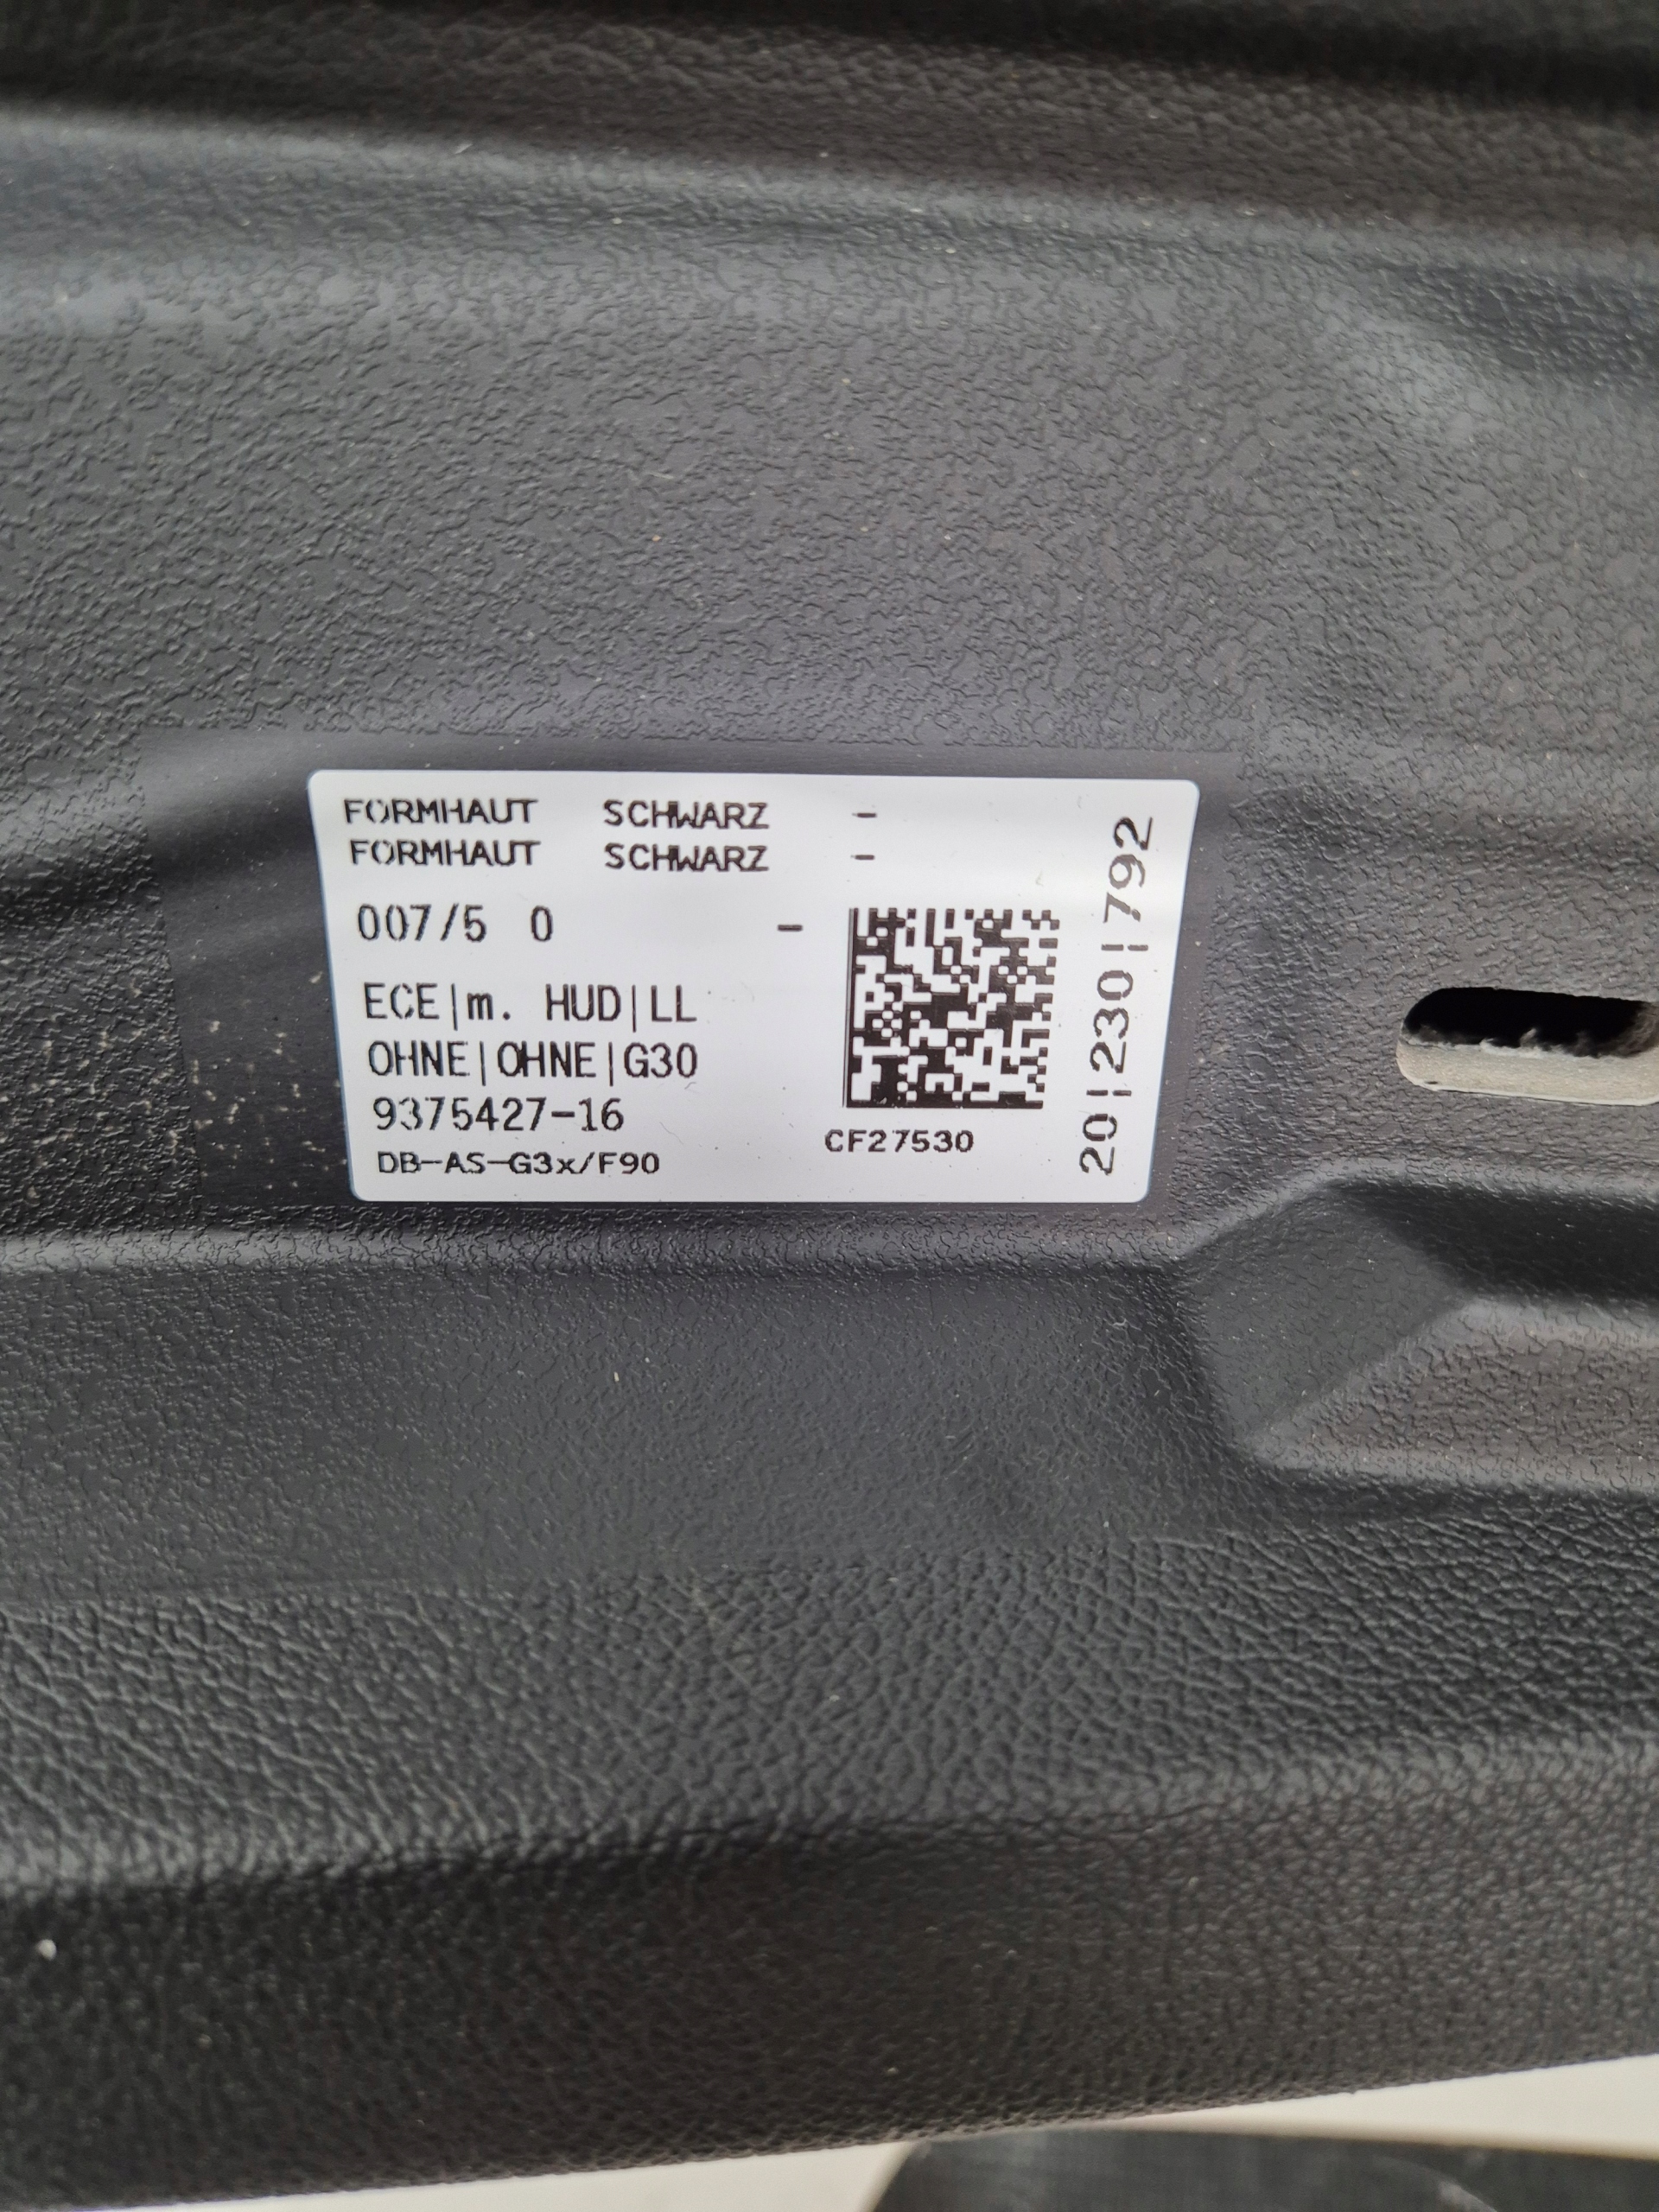 FORMHAUT SCHWARZ -
FORMHAUT SCHWARZ -
007/5 0 -
ECE|m. HUD|LL
OHNE|OHNE|G30
9375427-16
DB-AS-G3x/F90
CF27530
20|230|792